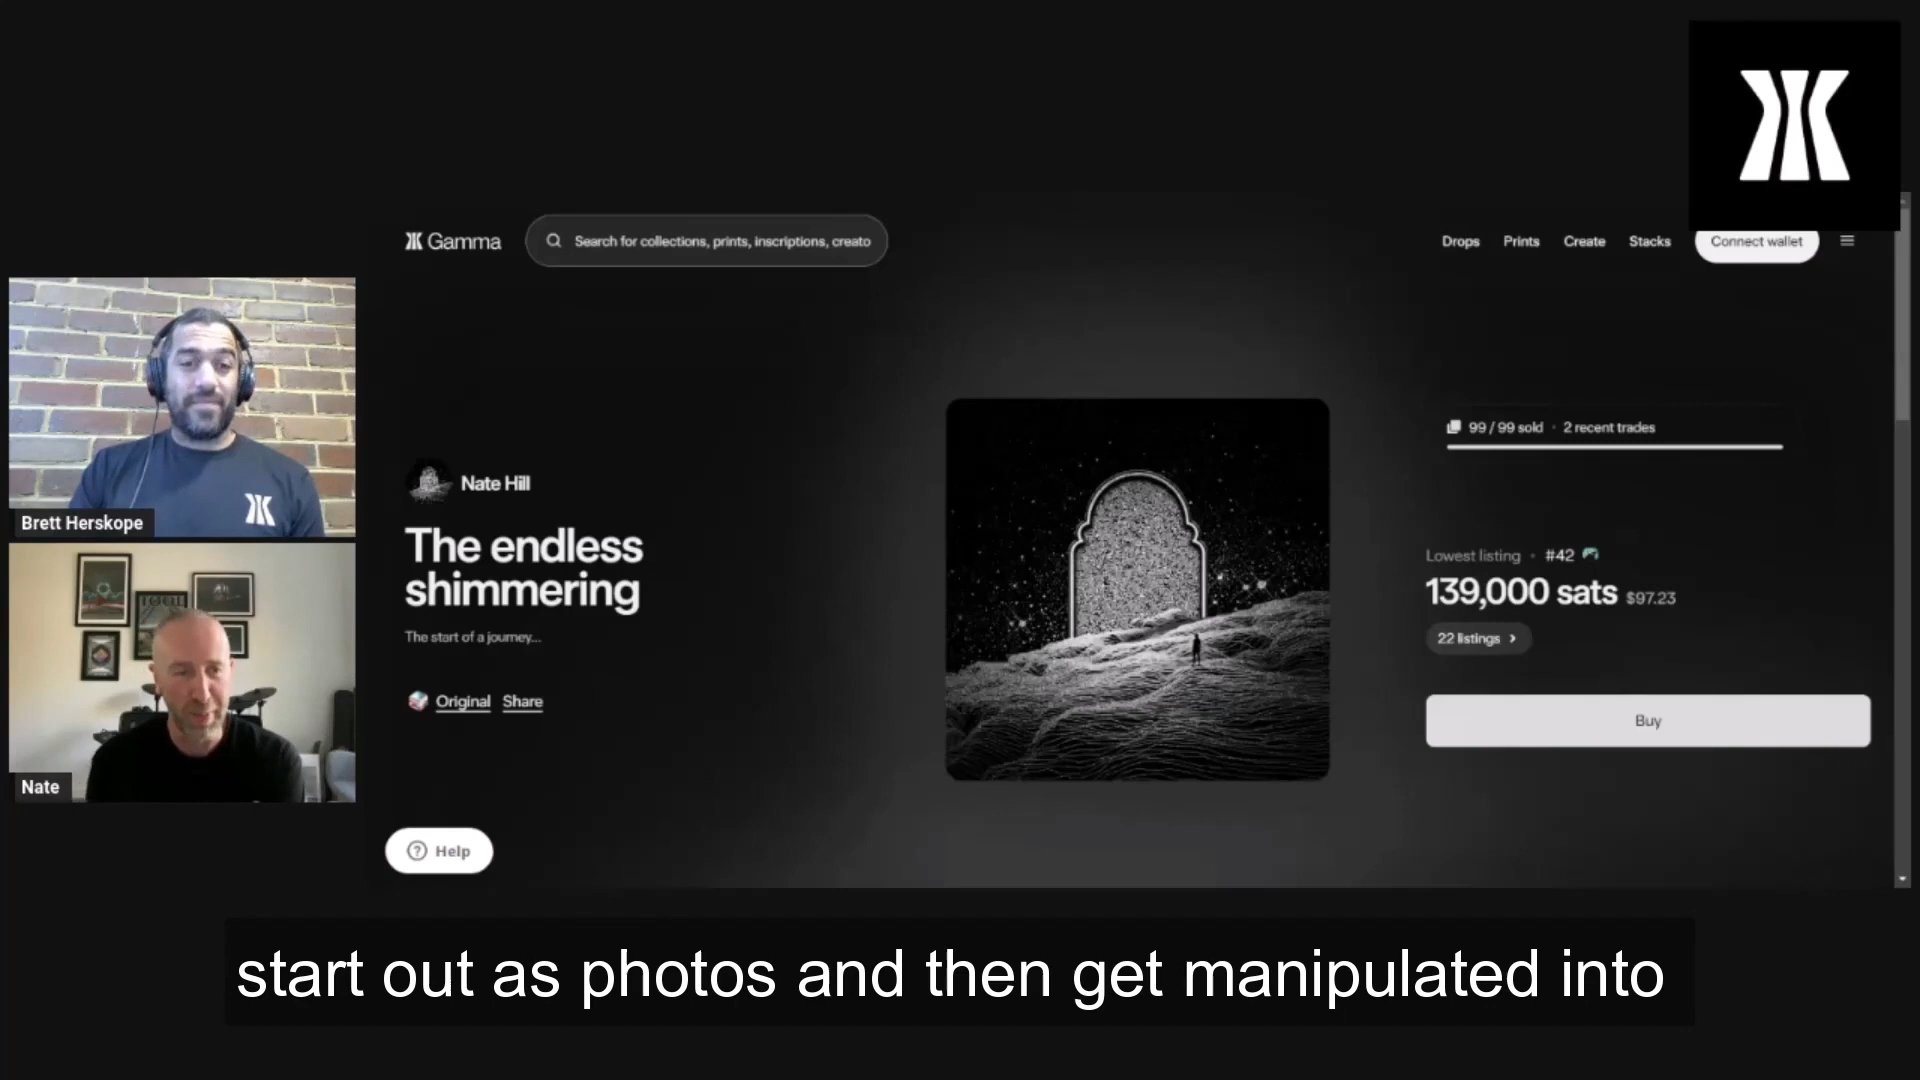 Gamma
Search for collections, prints, inscriptions, creato
Drops
Prints
Create
Stacks
Connect wallet
Brett Herskope
TOOL
Nate
Nate Hill
The endless
shimmering
The start of a journey...
Original
Share
99 / 99 sold · 2 recent trades
Lowest listing · #42
139,000 sats $97.23
22 listings >
Buy
? Help
start out as photos and then get manipulated into